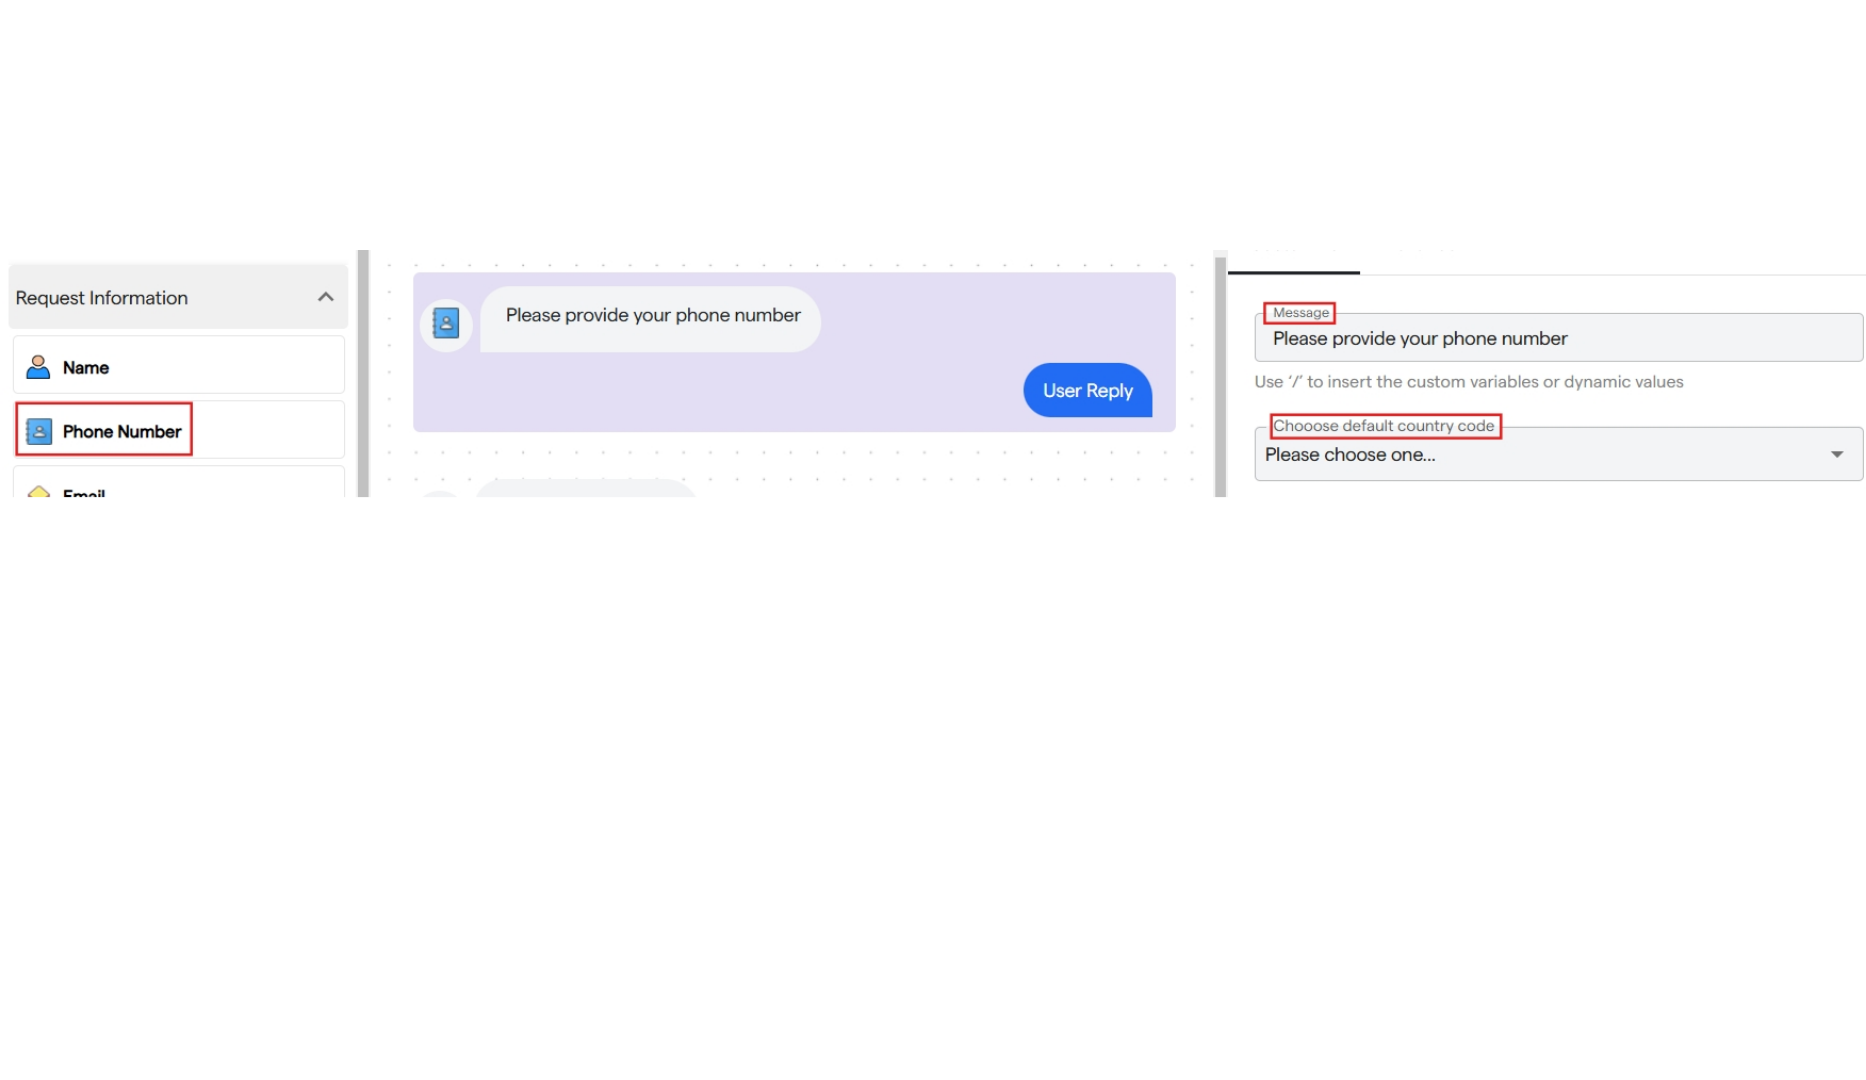 Request Information
Name
Phone Number
Email
Please provide your phone number
User Reply
Message
Please provide your phone number
Use ‘/’ to insert the custom variables or dynamic values
Chooose default country code
Please choose one...